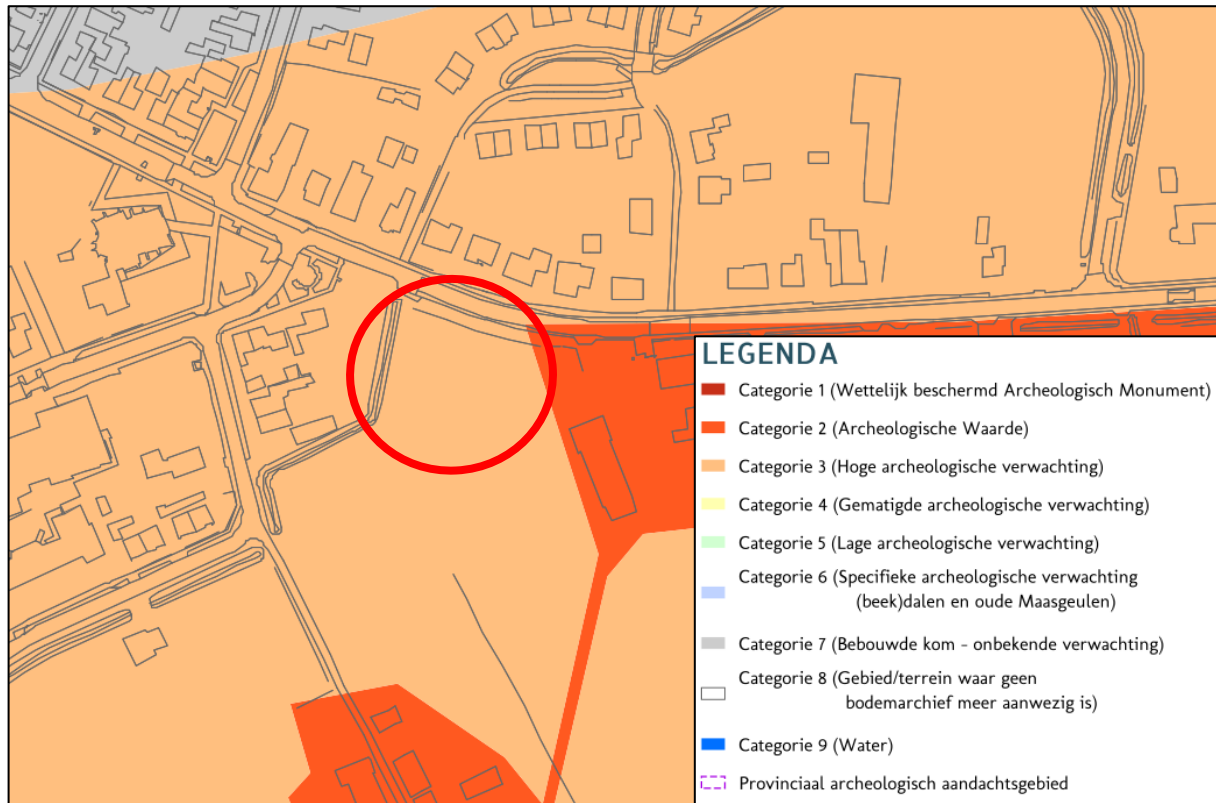 LEGENDA
Categorie 1 (Wettelijk beschermd Archeologisch Monument)
Categorie 2 (Archeologische Waarde)
Categorie 3 (Hoge archeologische verwachting)
Categorie 4 (Gematigde archeologische verwachting)
Categorie 5 (Lage archeologische verwachting)
Categorie 6 (Specifieke archeologische verwachting
(beek)dalen en oude Maasgeulen)
Categorie 7 (Bebouwde kom - onbekende verwachting)
Categorie 8 (Gebied/terrein waar geen
bodemarchief meer aanwezig is)
Categorie 9 (Water)
Provinciaal archeologisch aandachtsgebied